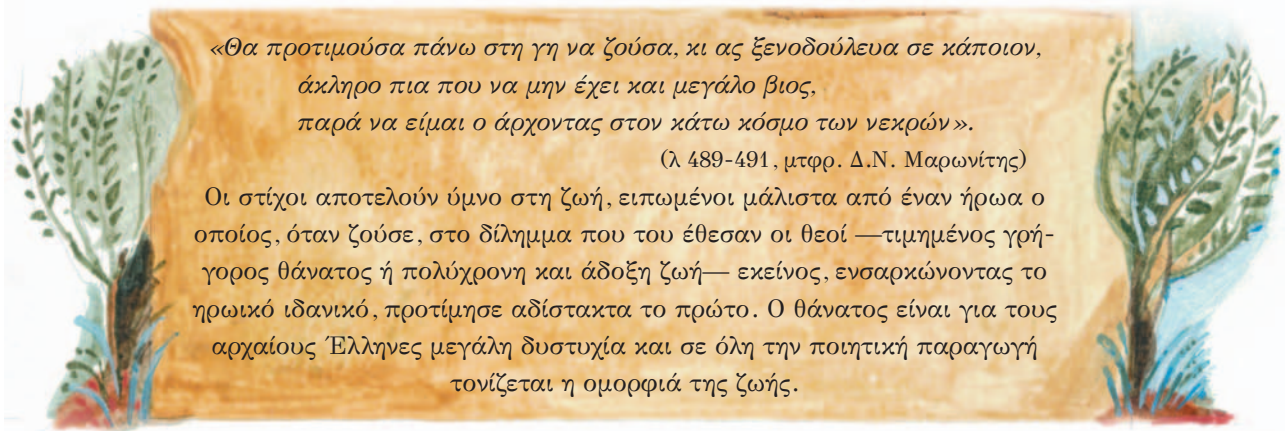 «Θα προτιμούσα πάνω στη γη να ζούσα, κι ας ξενοδούλευα σε κάποιον,
άκληρο πια που να μην έχει και μεγάλο βιος,
παρά να είμαι ο άρχοντας στον κάτω κόσμο των νεκρών».
(λ 489-491, μτφρ. Δ.Ν. Μαρωνίτης)
Οι στίχοι αποτελούν ύμνο στη ζωή, ειπωμένοι μάλιστα από έναν ήρωα ο
οποίος, όταν ζούσε, στο δίλημμα που του έθεσαν οι θεοί —τιμημένος γρή-
γορος θάνατος ή πολύχρονη και άδοξη ζωή— εκείνος, ενσαρκώνοντας το
ηρωικό ιδανικό, προτίμησε αδίστακτα το πρώτο. Ο θάνατος είναι για τους
αρχαίους Έλληνες μεγάλη δυστυχία και σε όλη την ποιητική παραγωγή
τονίζεται η ομορφιά της ζωής.